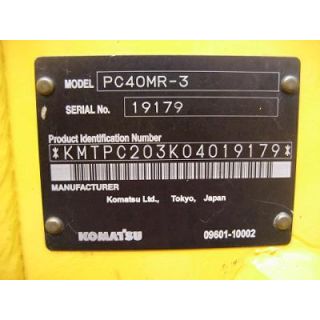 MODEL PC40MR-3
SERIAL No. 19179
Product Identification Number
*KMTPC203K04019179*
MANUFACTURER
Komatsu Ltd., Tokyo, Japan
KOMATSU 09601-10002